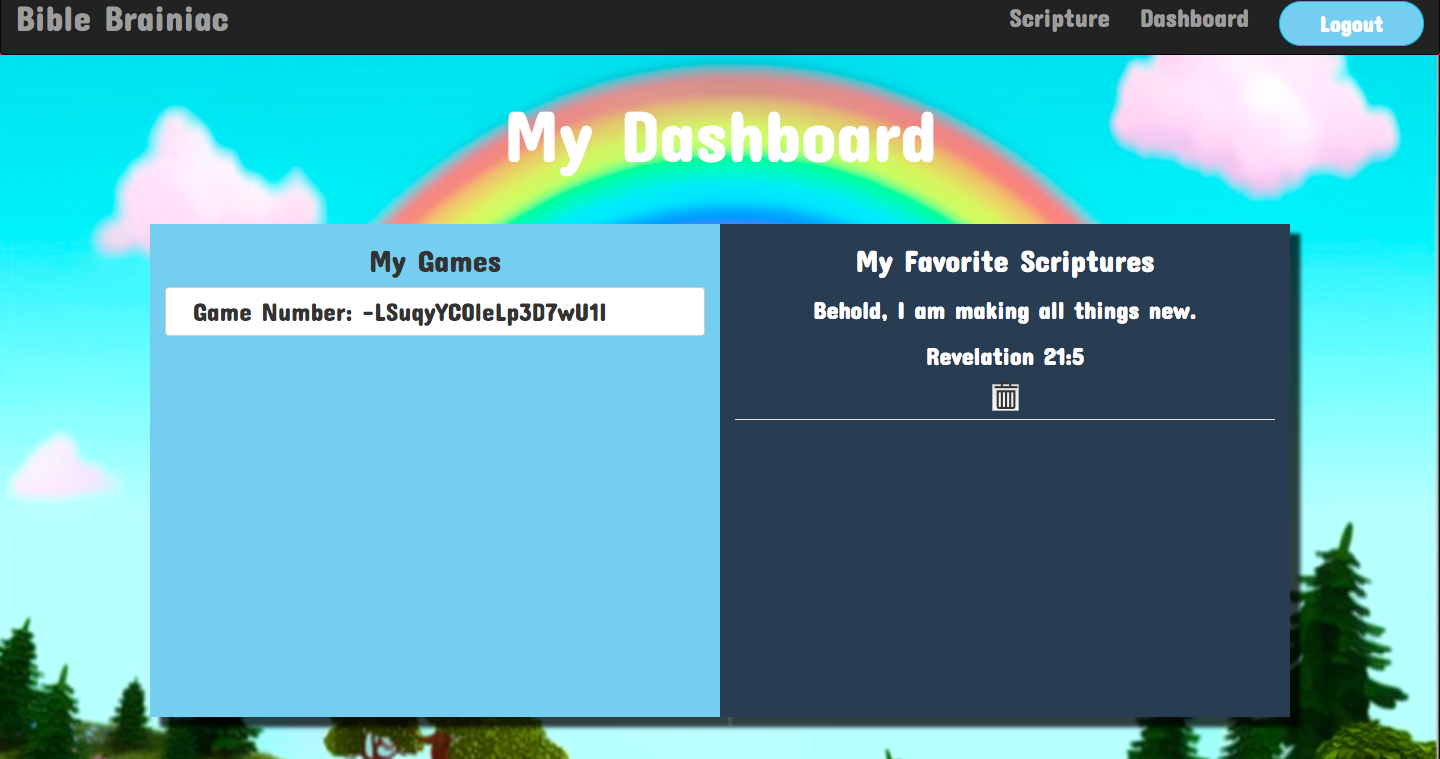 Bible Brainiac
Scripture
Dashboard
Logout
My Dashboard
My Games
Game Number: -LSuqyYCOIeLp3D7wU1I
My Favorite Scriptures
Behold, I am making all things new.
Revelation 21:5